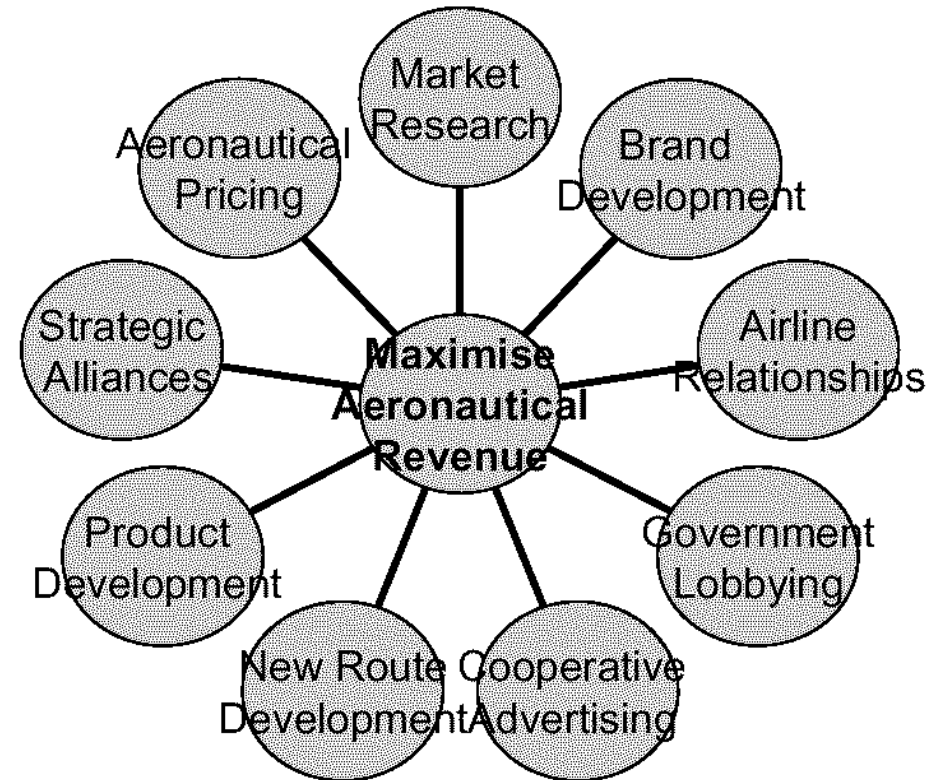 Market
Research
Aeronautical
Pricing
Brand
Development
Strategic
Alliances
Airline
Relationships
Maximise
Aeronautical
Revenue
Product
Development
Government
Lobbying
New Route
Development
Cooperative
Advertising